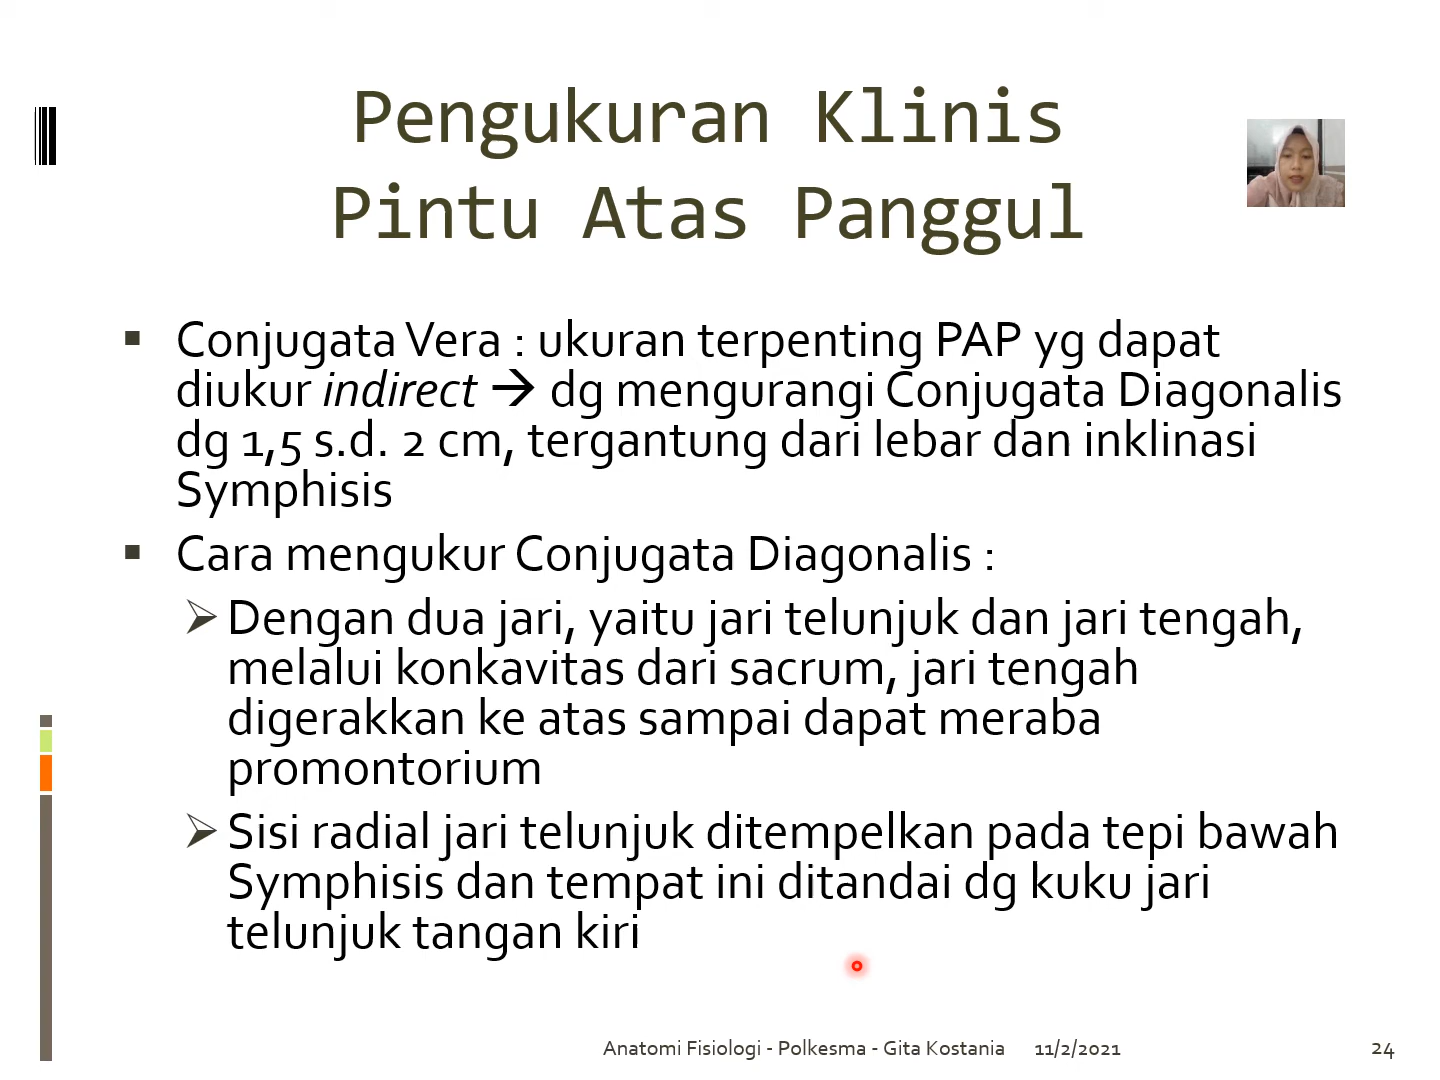 Pengukuran Klinis
Pintu Atas Panggul
▪ Conjugata Vera : ukuran terpenting PAP yg dapat
diukur indirect → dg mengurangi Conjugata Diagonalis
dg 1,5 s.d. 2 cm, tergantung dari lebar dan inklinasi
Symphisis
▪ Cara mengukur Conjugata Diagonalis :
➢ Dengan dua jari, yaitu jari telunjuk dan jari tengah,
melalui konkavitas dari sacrum, jari tengah
digerakkan ke atas sampai dapat meraba
promontorium
➢ Sisi radial jari telunjuk ditempelkan pada tepi bawah
Symphisis dan tempat ini ditandai dg kuku jari
telunjuk tangan kiri
Anatomi Fisiologi - Polkesma - Gita Kostania 11/2/2021 24